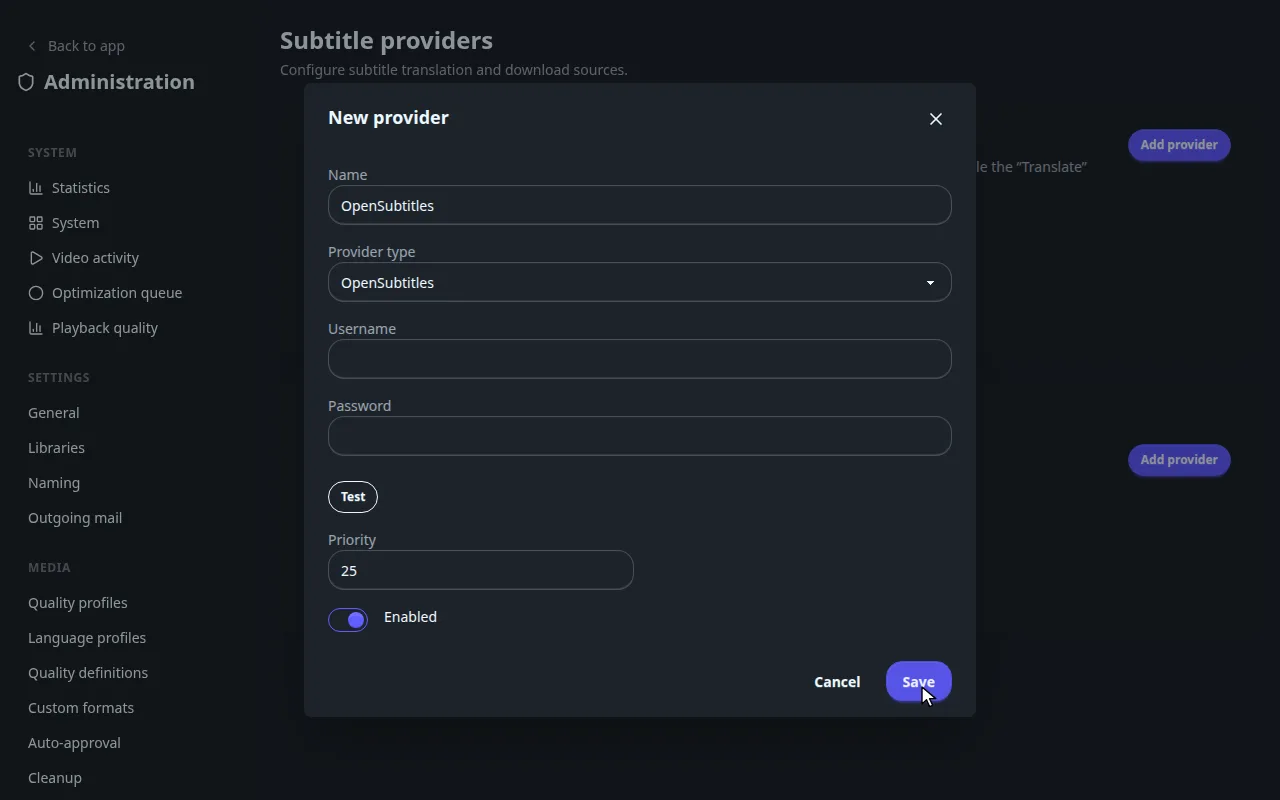 Back to app
Administration
SYSTEM
Statistics
System
Video activity
Optimization queue
Playback quality
SETTINGS
General
Libraries
Naming
Outgoing mail
MEDIA
Quality profiles
Language profiles
Quality definitions
Custom formats
Auto-approval
Cleanup
Subtitle providers
Configure subtitle translation and download sources.
Add provider
le the “Translate”
Add provider
New provider
Name
OpenSubtitles
Provider type
OpenSubtitles
Username
Password
Test
Priority
25
Enabled
Cancel
Save